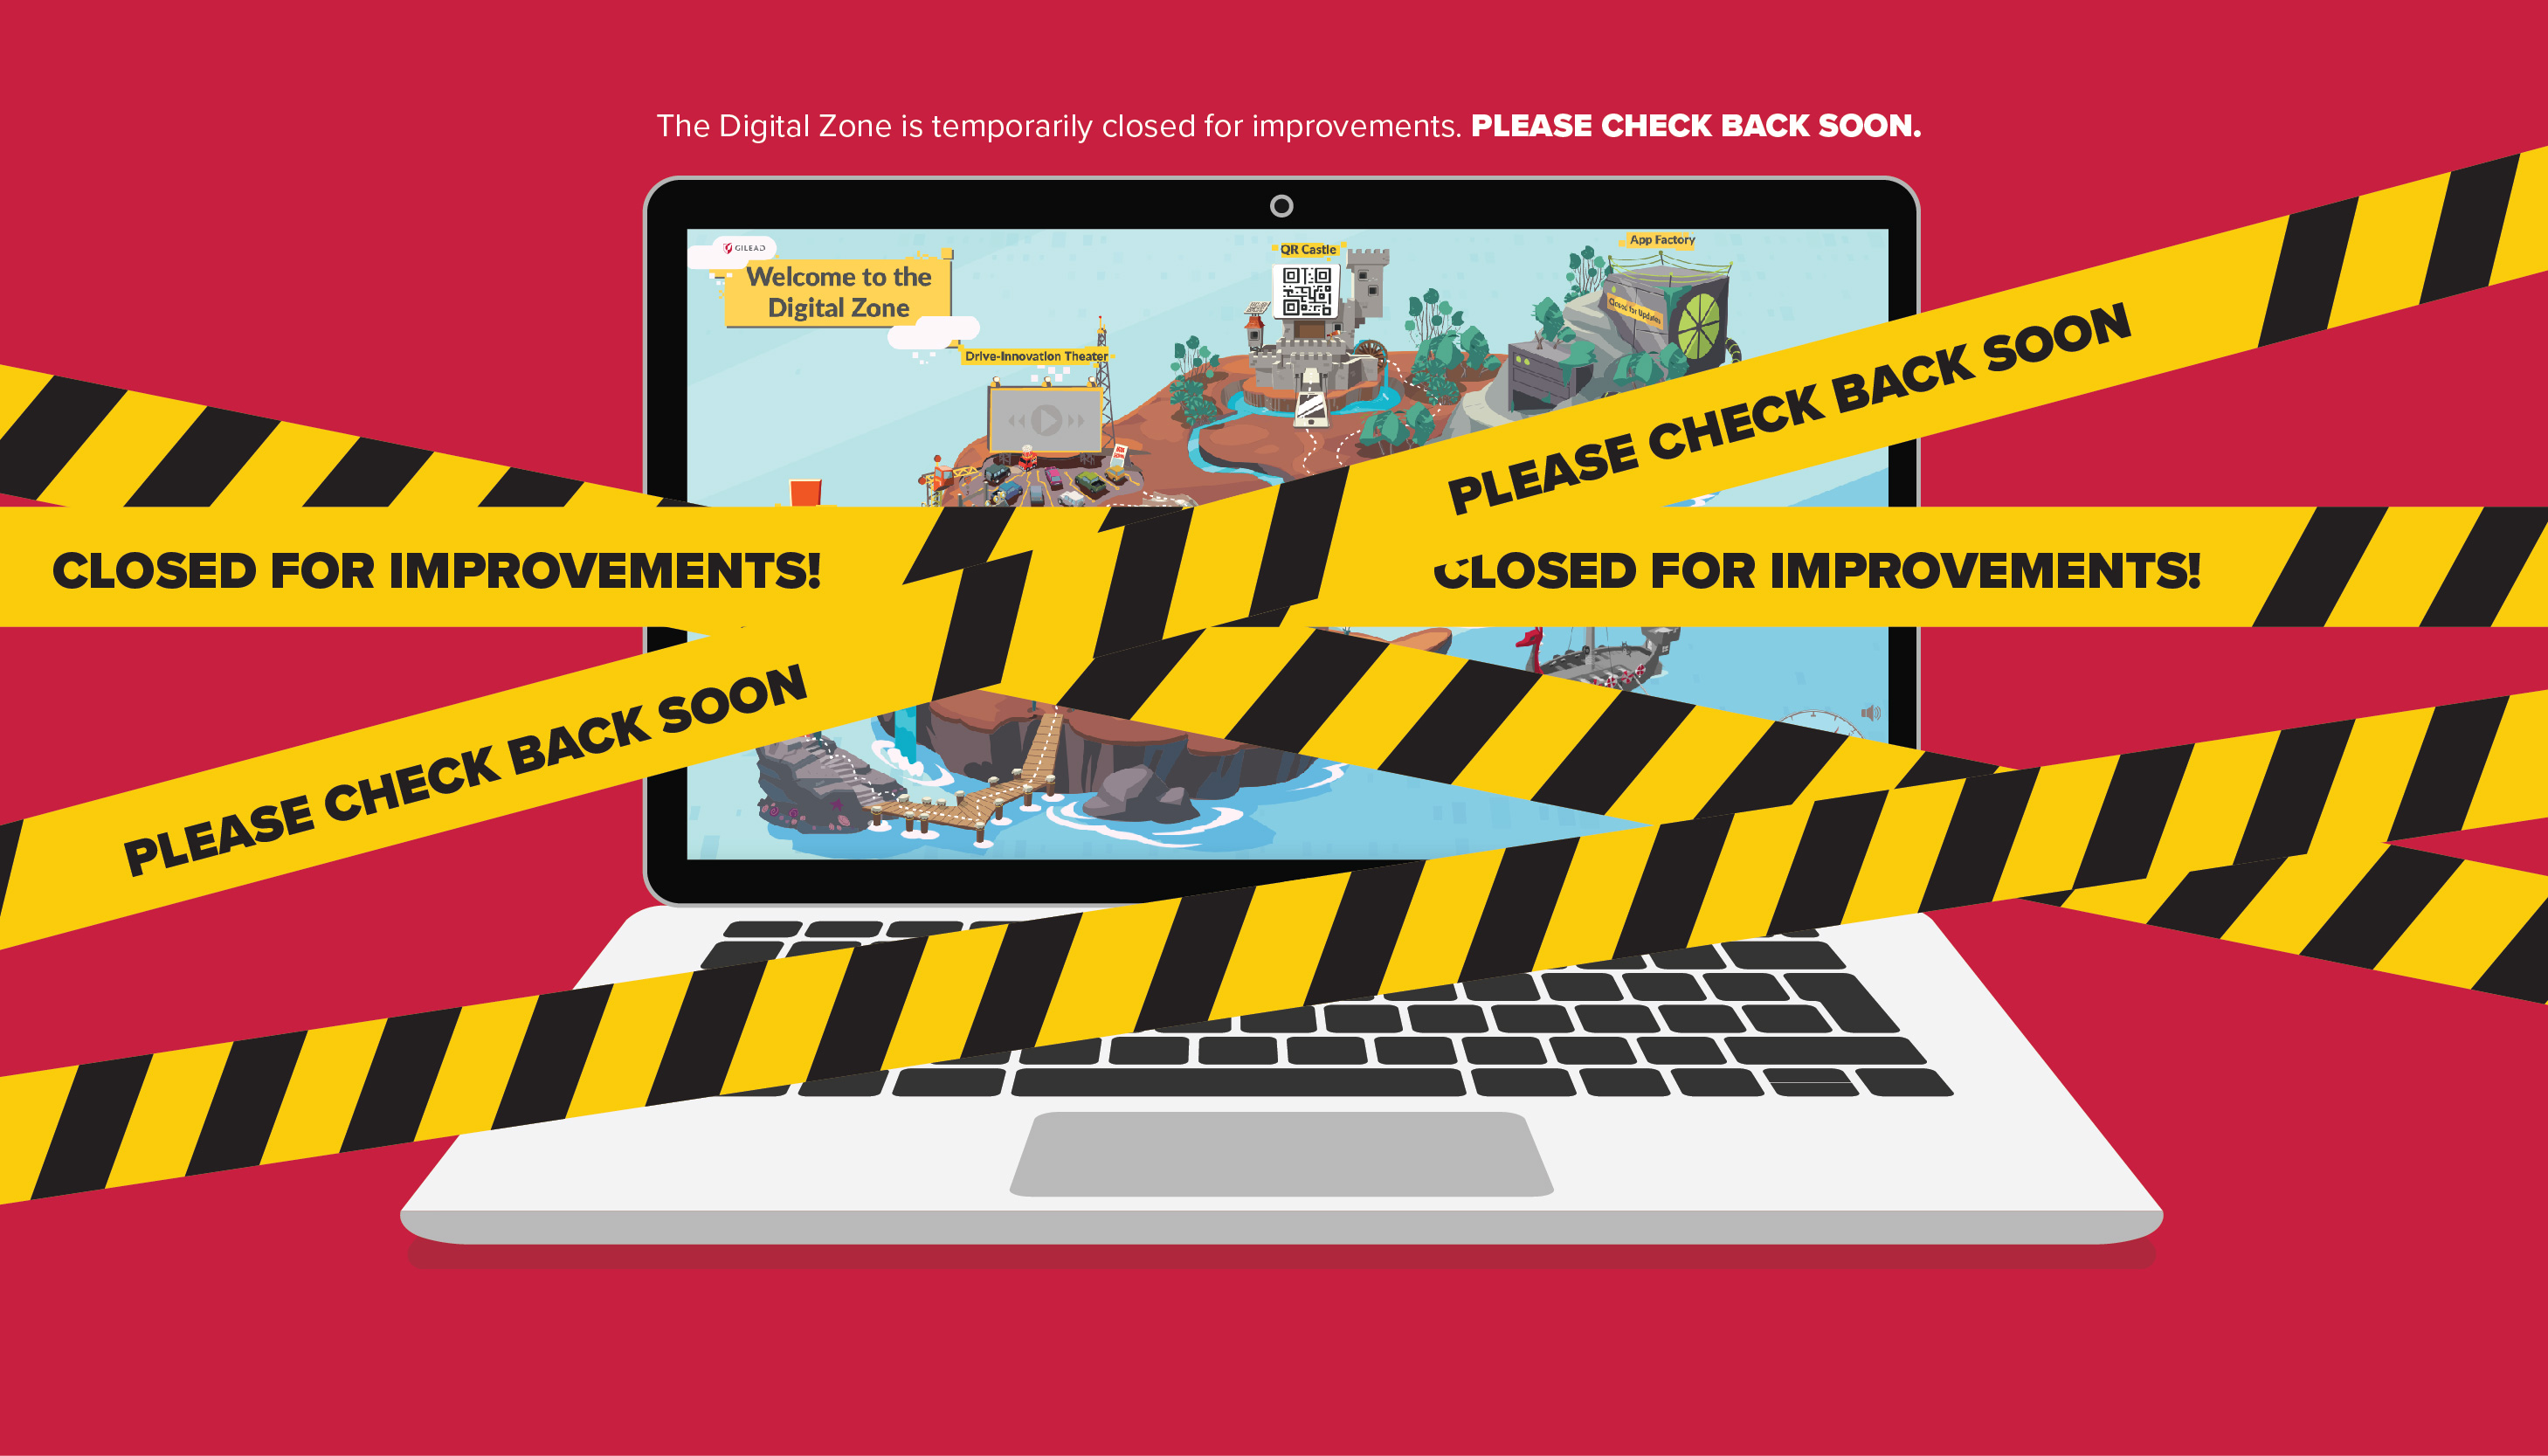 The Digital Zone is temporarily closed for improvements. PLEASE CHECK BACK SOON.
GILEAD
Welcome to the
Digital Zone
QR Castle
App Factory
Closed for Updates
Drive-Innovation Theater
PLEASE CHECK BACK SOON
CLOSED FOR IMPROVEMENTS!
CLOSED FOR IMPROVEMENTS!
PLEASE CHECK BACK SOON